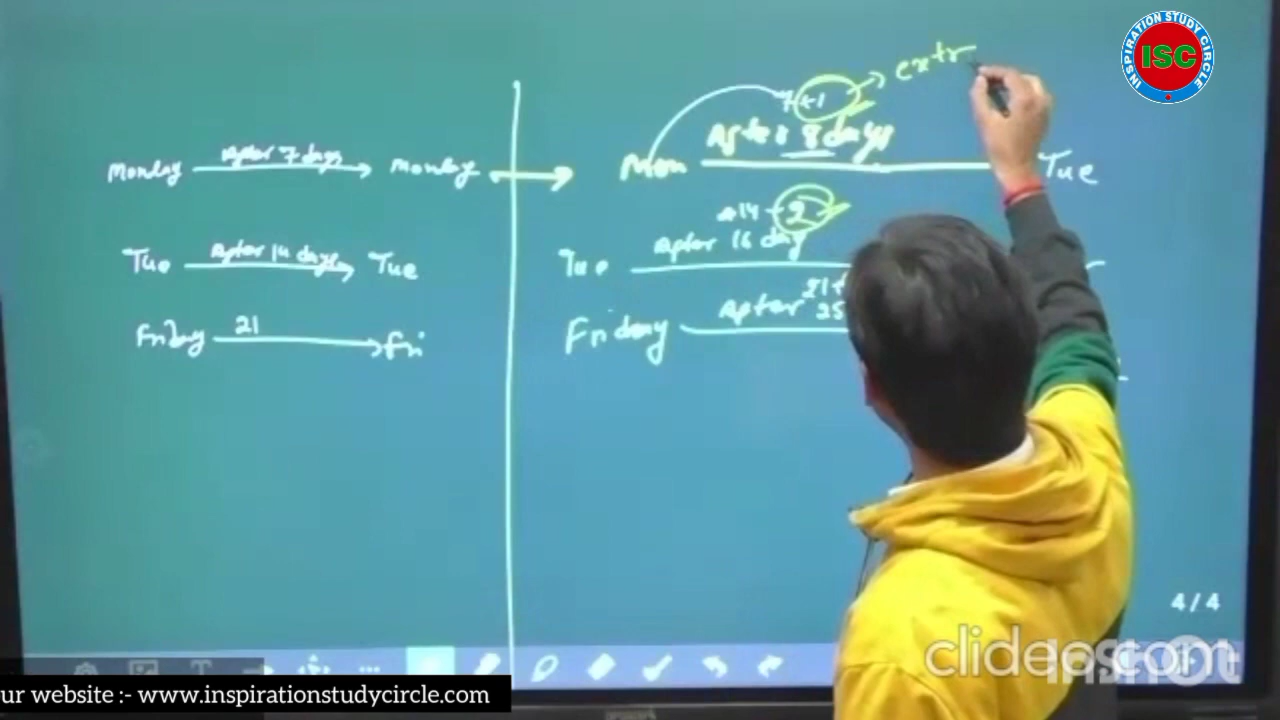 INSPIRATION STUDY CIRCLE
ISC
extr
7+1
After 8 days
Monday After 7 days Monday Mon Tue
14+2
After 16 day
Tue After 14 days Tue Tue
21+
After 25
Friday 21 Fri Friday
4/4
ur website :- www.inspirationstudycircle.com
clideo.com